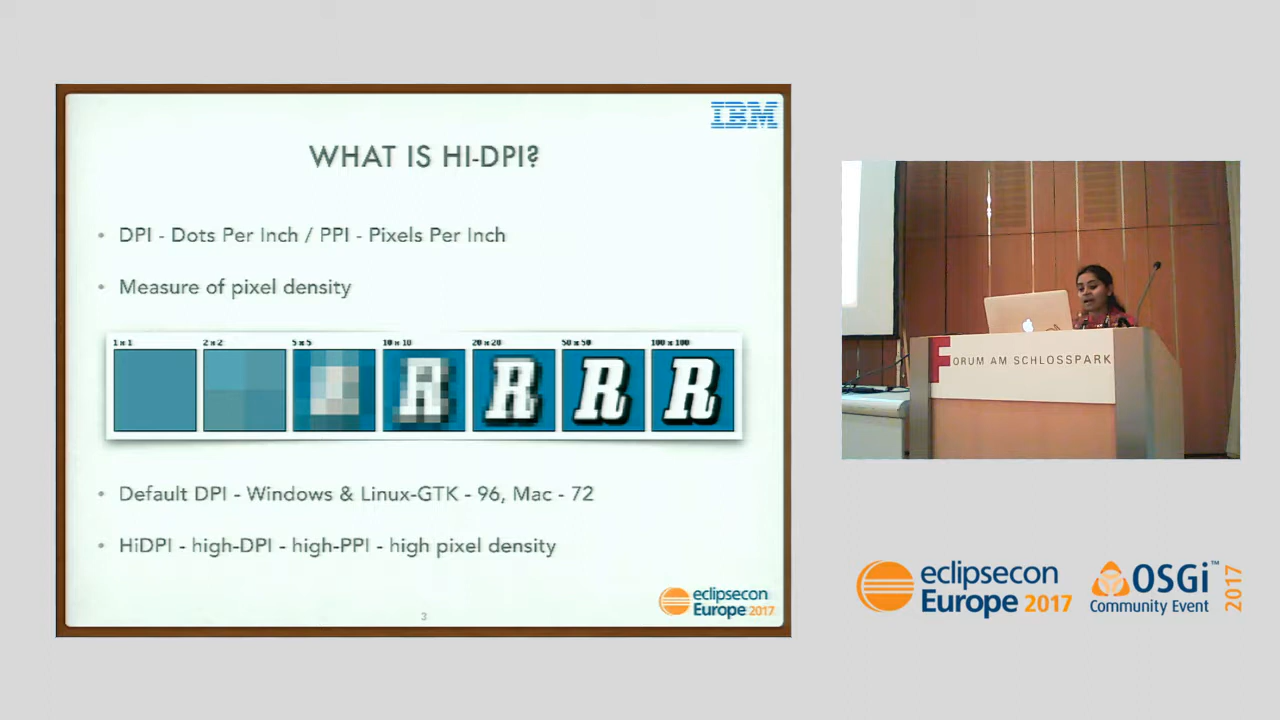 IBM
WHAT IS HI-DPI?
• DPI - Dots Per Inch / PPI - Pixels Per Inch
• Measure of pixel density
1 x 1 2 x 2 5 x 5 10 x 10 20 x 20 50 x 50 100 x 100
R R R R
• Default DPI - Windows & Linux-GTK - 96, Mac - 72
• HiDPI - high-DPI - high-PPI - high pixel density
eclipsecon
Europe 2017
3
FORUM AM SCHLOSSPARK
eclipsecon
Europe 2017
OSGi™
Community Event
2017